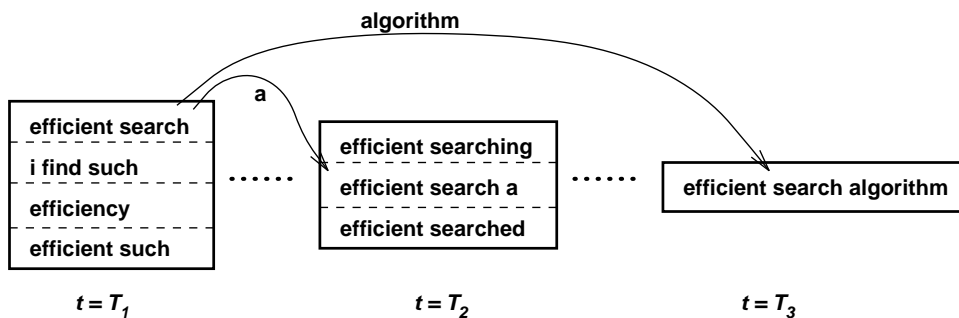 algorithm
a
efficient search
i find such
efficiency
efficient such
......
efficient searching
efficient search a
efficient searched
......
efficient search algorithm
t = T1
t = T2
t = T3